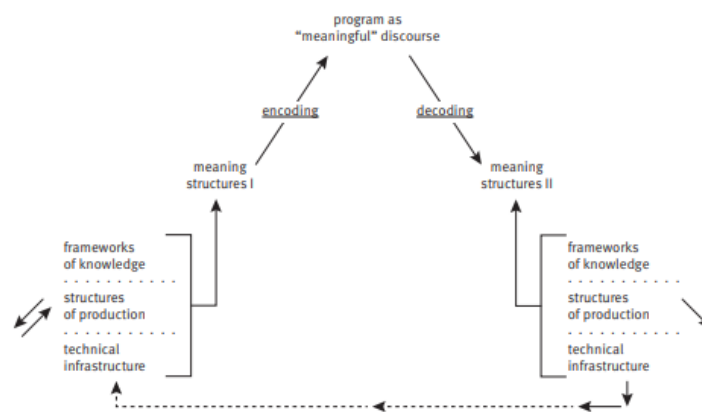 program as
“meaningful” discourse
encoding
decoding
meaning
structures I
meaning
structures II
frameworks
of knowledge
structures
of production
technical
infrastructure
frameworks
of knowledge
structures
of production
technical
infrastructure